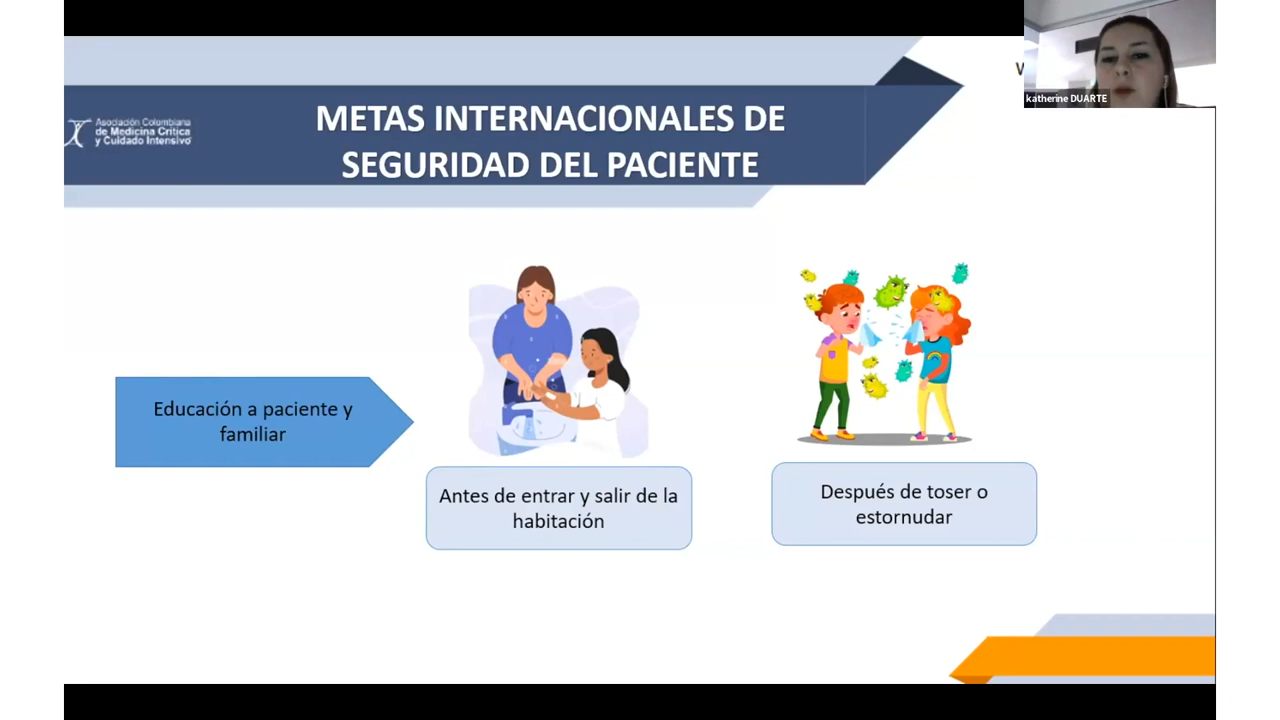 Asociación Colombiana
de Medicina Crítica
y Cuidado Intensivo
METAS INTERNACIONALES DE
SEGURIDAD DEL PACIENTE
katherine DUARTE
Educación a paciente y
familiar
Antes de entrar y salir de la
habitación
Después de toser o
estornudar